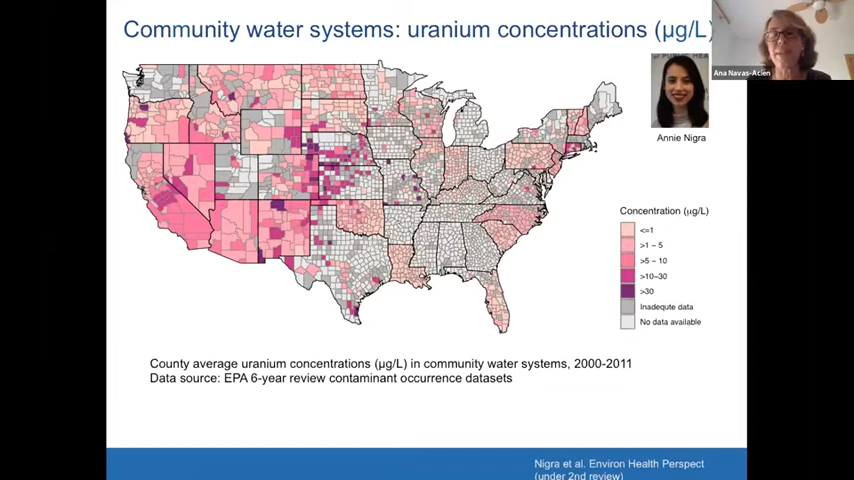 Community water systems: uranium concentrations (µg/L)
Ana Navas-Acien
Annie Nigra
Concentration (µg/L)
<=1
>1 – 5
>5 – 10
>10–30
>30
Inadequte data
No data available
County average uranium concentrations (µg/L) in community water systems, 2000-2011
Data source: EPA 6-year review contaminant occurrence datasets
Nigra et al. Environ Health Perspect
(under 2nd review)